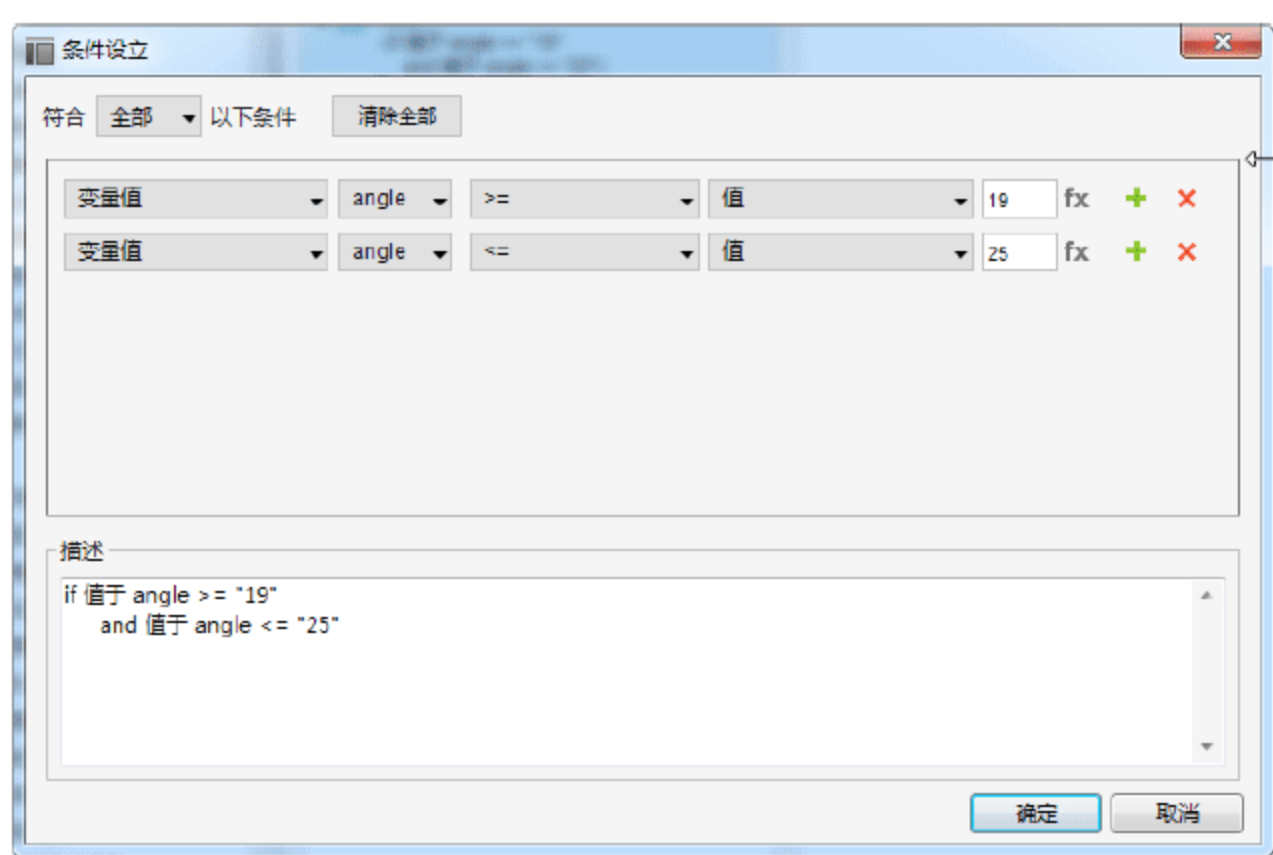 条件设立
符合 全部 以下条件 清除全部
变量值 angle >= 值 19 fx
变量值 angle <= 值 25 fx
描述
if 值于 angle >= "19"
and 值于 angle <= "25"
确定 取消